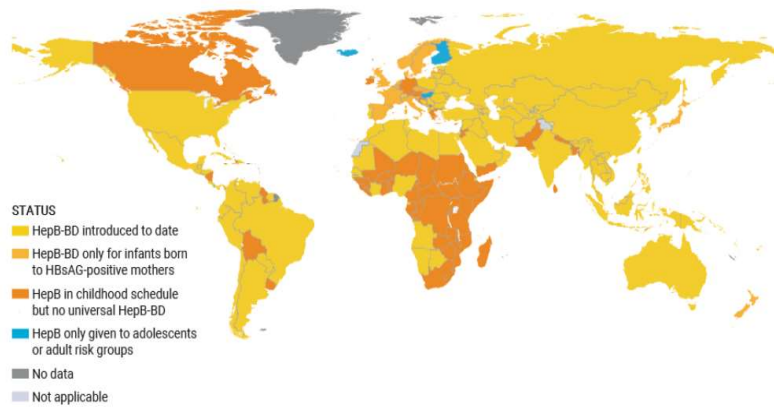 STATUS
HepB-BD introduced to date
HepB-BD only for infants born
to HBsAG-positive mothers
HepB in childhood schedule
but no universal HepB-BD
HepB only given to adolescents
or adult risk groups
No data
Not applicable